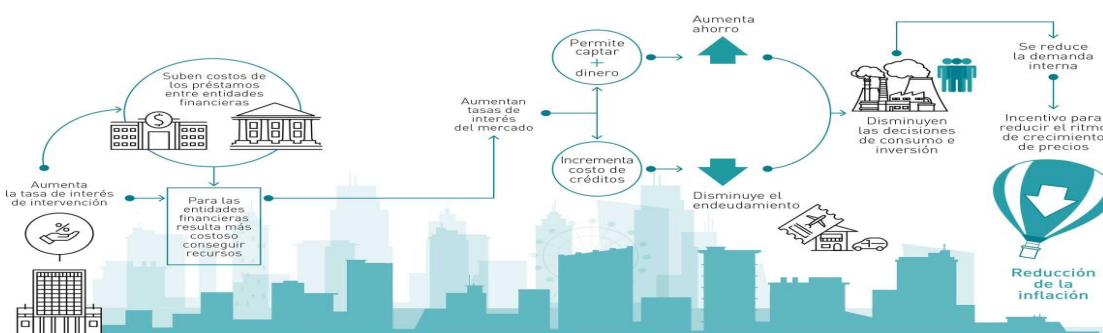 Aumenta
la tasa de interés
de intervención
%
Suben costos de
los préstamos
entre entidades
financieras
$
Para las
entidades
financieras
resulta más
costoso
conseguir
recursos
Aumentan
tasas de
interés
del mercado
Permite
captar
+
dinero
Aumenta
ahorro
Incrementa
costo de
créditos
Disminuye el
endeudamiento
Disminuyen
las decisiones
de consumo e
inversión
Se reduce
la demanda
interna
Incentivo para
reducir el ritmo
de crecimiento
de precios
Reducción
de la
inflación